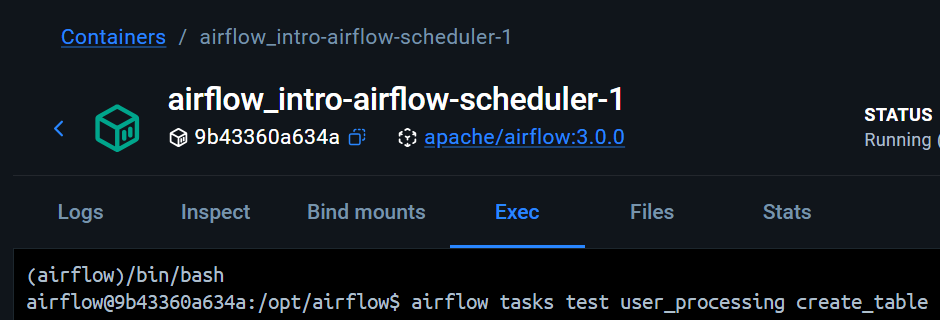 Containers / airflow_intro-airflow-scheduler-1
airflow_intro-airflow-scheduler-1
9b43360a634a apache/airflow:3.0.0
STATUS
Running
Logs Inspect Bind mounts Exec Files Stats
(airflow)/bin/bash
airflow@9b43360a634a:/opt/airflow$ airflow tasks test user_processing create_table